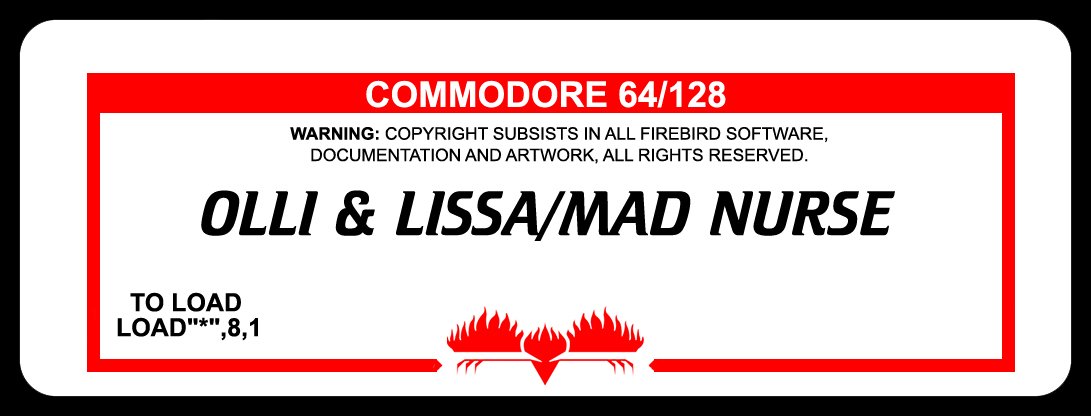 COMMODORE 64/128
WARNING: COPYRIGHT SUBSISTS IN ALL FIREBIRD SOFTWARE,
DOCUMENTATION AND ARTWORK, ALL RIGHTS RESERVED.
OLLI & LISSA/MAD NURSE
TO LOAD
LOAD"*",8,1